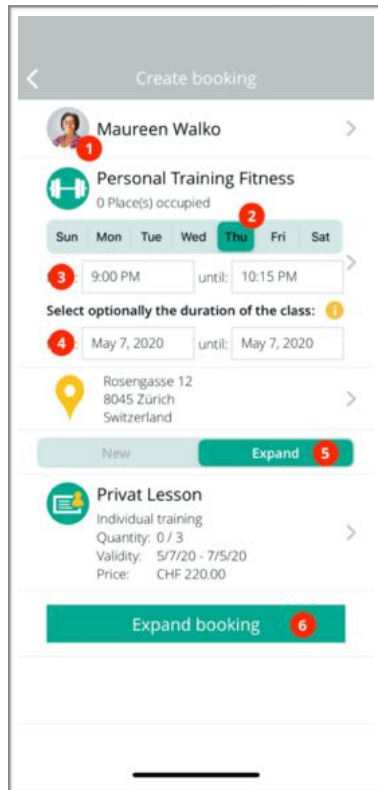 Create booking
Maureen Walko
1
Personal Training Fitness
0 Place(s) occupied
2
Sun Mon Tue Wed Thu Fri Sat
3 9:00 PM until: 10:15 PM
Select optionally the duration of the class: i
4 May 7, 2020 until: May 7, 2020
Rosengasse 12
8045 Zürich
Switzerland
New Expand 5
Privat Lesson
Individual training
Quantity: 0 / 3
Validity: 5/7/20 - 7/5/20
Price: CHF 220.00
Expand booking 6